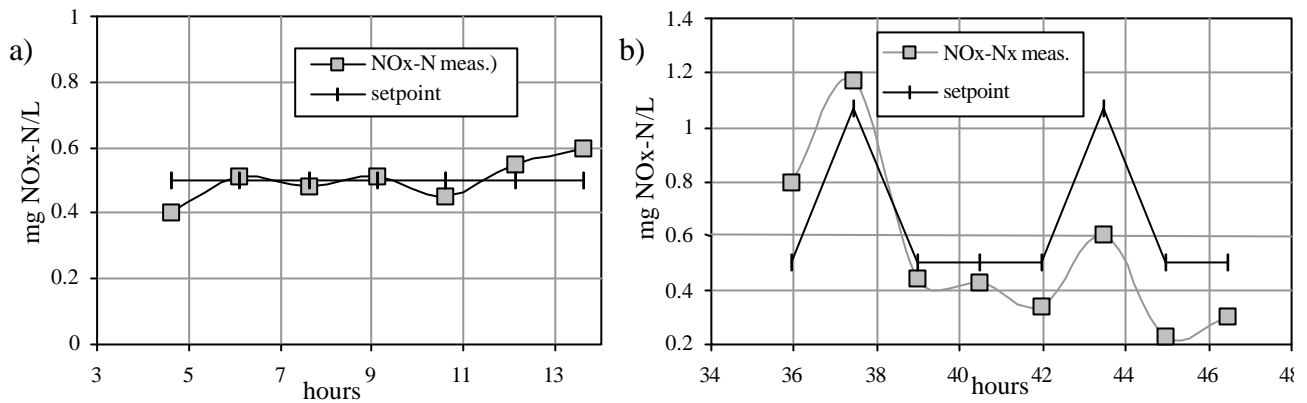 a)
mg NOx-N/L
1
0.8
0.6
0.4
0.2
0
NOx-N meas.)
setpoint
3 5 7 9 11 13
hours
b)
mg NOx-N/L
1.4
1.2
1
0.8
0.6
0.4
0.2
NOx-Nx meas.
setpoint
34 36 38 40 42 44 46 48
hours